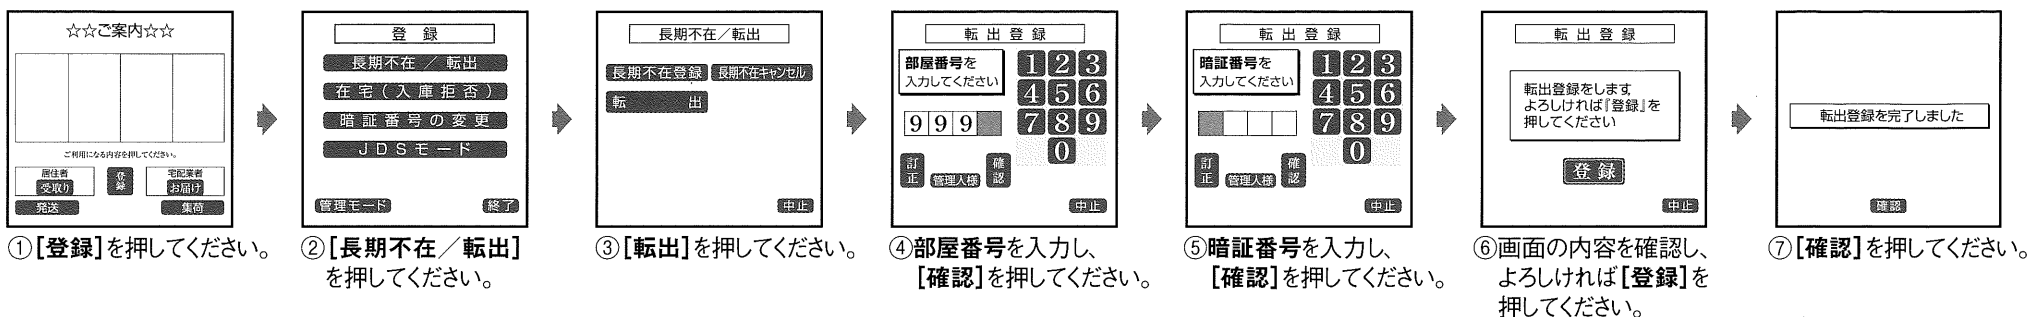 ☆☆ご案内☆☆
ご利用になる内容を押してください。
居住者
受取り
登録
宅配業者
お届け
発送
集荷
①[登録]を押してください。
登 録
長期不在 / 転出
在宅(入庫拒否)
暗証番号の変更
JDSモード
管理モード
終了
②[長期不在/転出]
を押してください。
長期不在/転出
長期不在登録
長期不在キャンセル
転 出
中止
③[転出]を押してください。
転 出 登 録
部屋番号を
入力してください
1 2 3
4 5 6
9 9 9
7 8 9
0
訂正
管理人様
確認
中止
④部屋番号を入力し、
[確認]を押してください。
転 出 登 録
暗証番号を
入力してください
1 2 3
4 5 6
7 8 9
0
訂正
管理人様
確認
中止
⑤暗証番号を入力し、
[確認]を押してください。
転 出 登 録
転出登録をします
よろしければ『登録』を
押してください
登 録
中止
⑥画面の内容を確認し、
よろしければ[登録]を
押してください。
転出登録を完了しました
確認
⑦[確認]を押してください。